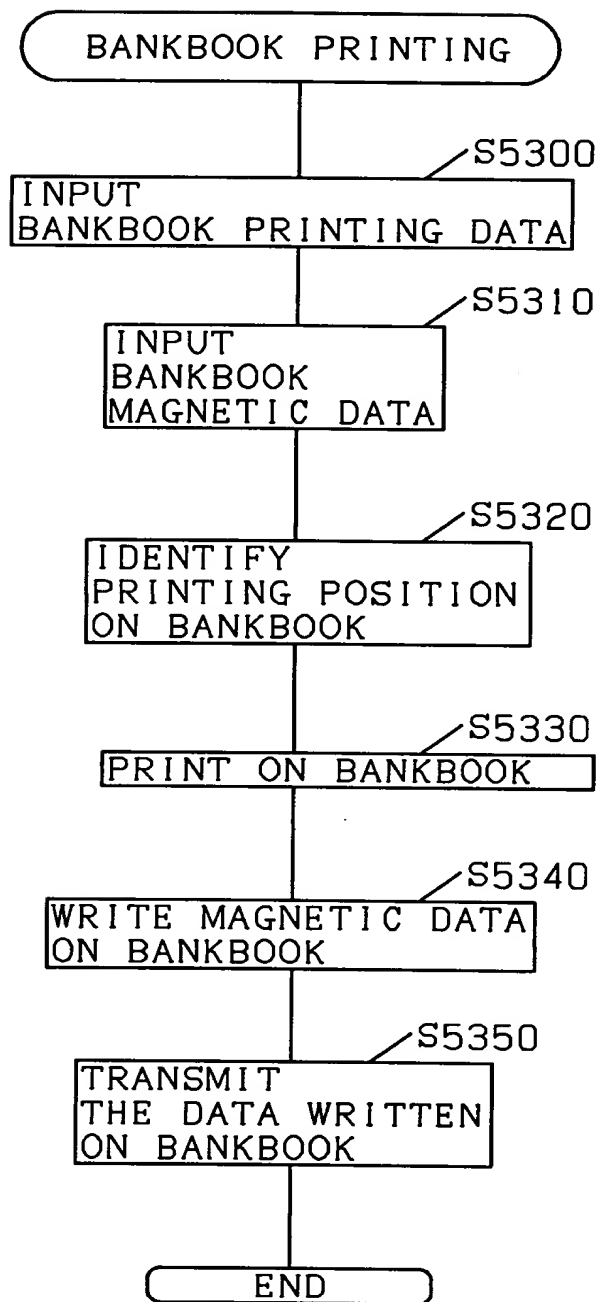 BANKBOOK PRINTING
S5300
INPUT
BANKBOOK PRINTING DATA
S5310
INPUT
BANKBOOK
MAGNETIC DATA
S5320
IDENTIFY
PRINTING POSITION
ON BANKBOOK
S5330
PRINT ON BANKBOOK
S5340
WRITE MAGNETIC DATA
ON BANKBOOK
S5350
TRANSMIT
THE DATA WRITTEN
ON BANKBOOK
END